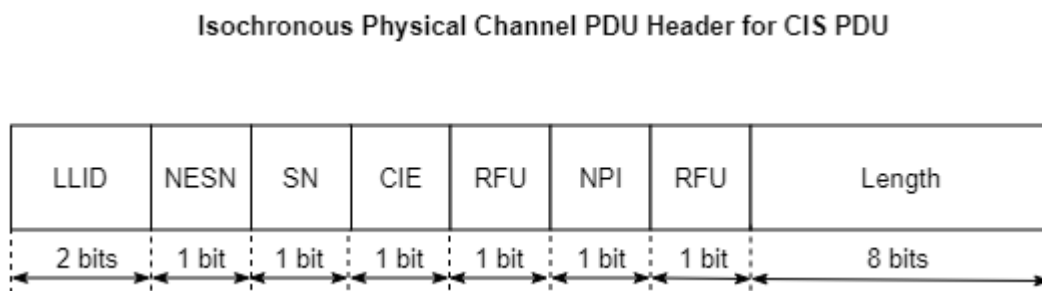 Isochronous Physical Channel PDU Header for CIS PDU
LLID NESN SN CIE RFU NPI RFU Length
2 bits 1 bit 1 bit 1 bit 1 bit 1 bit 1 bit 8 bits